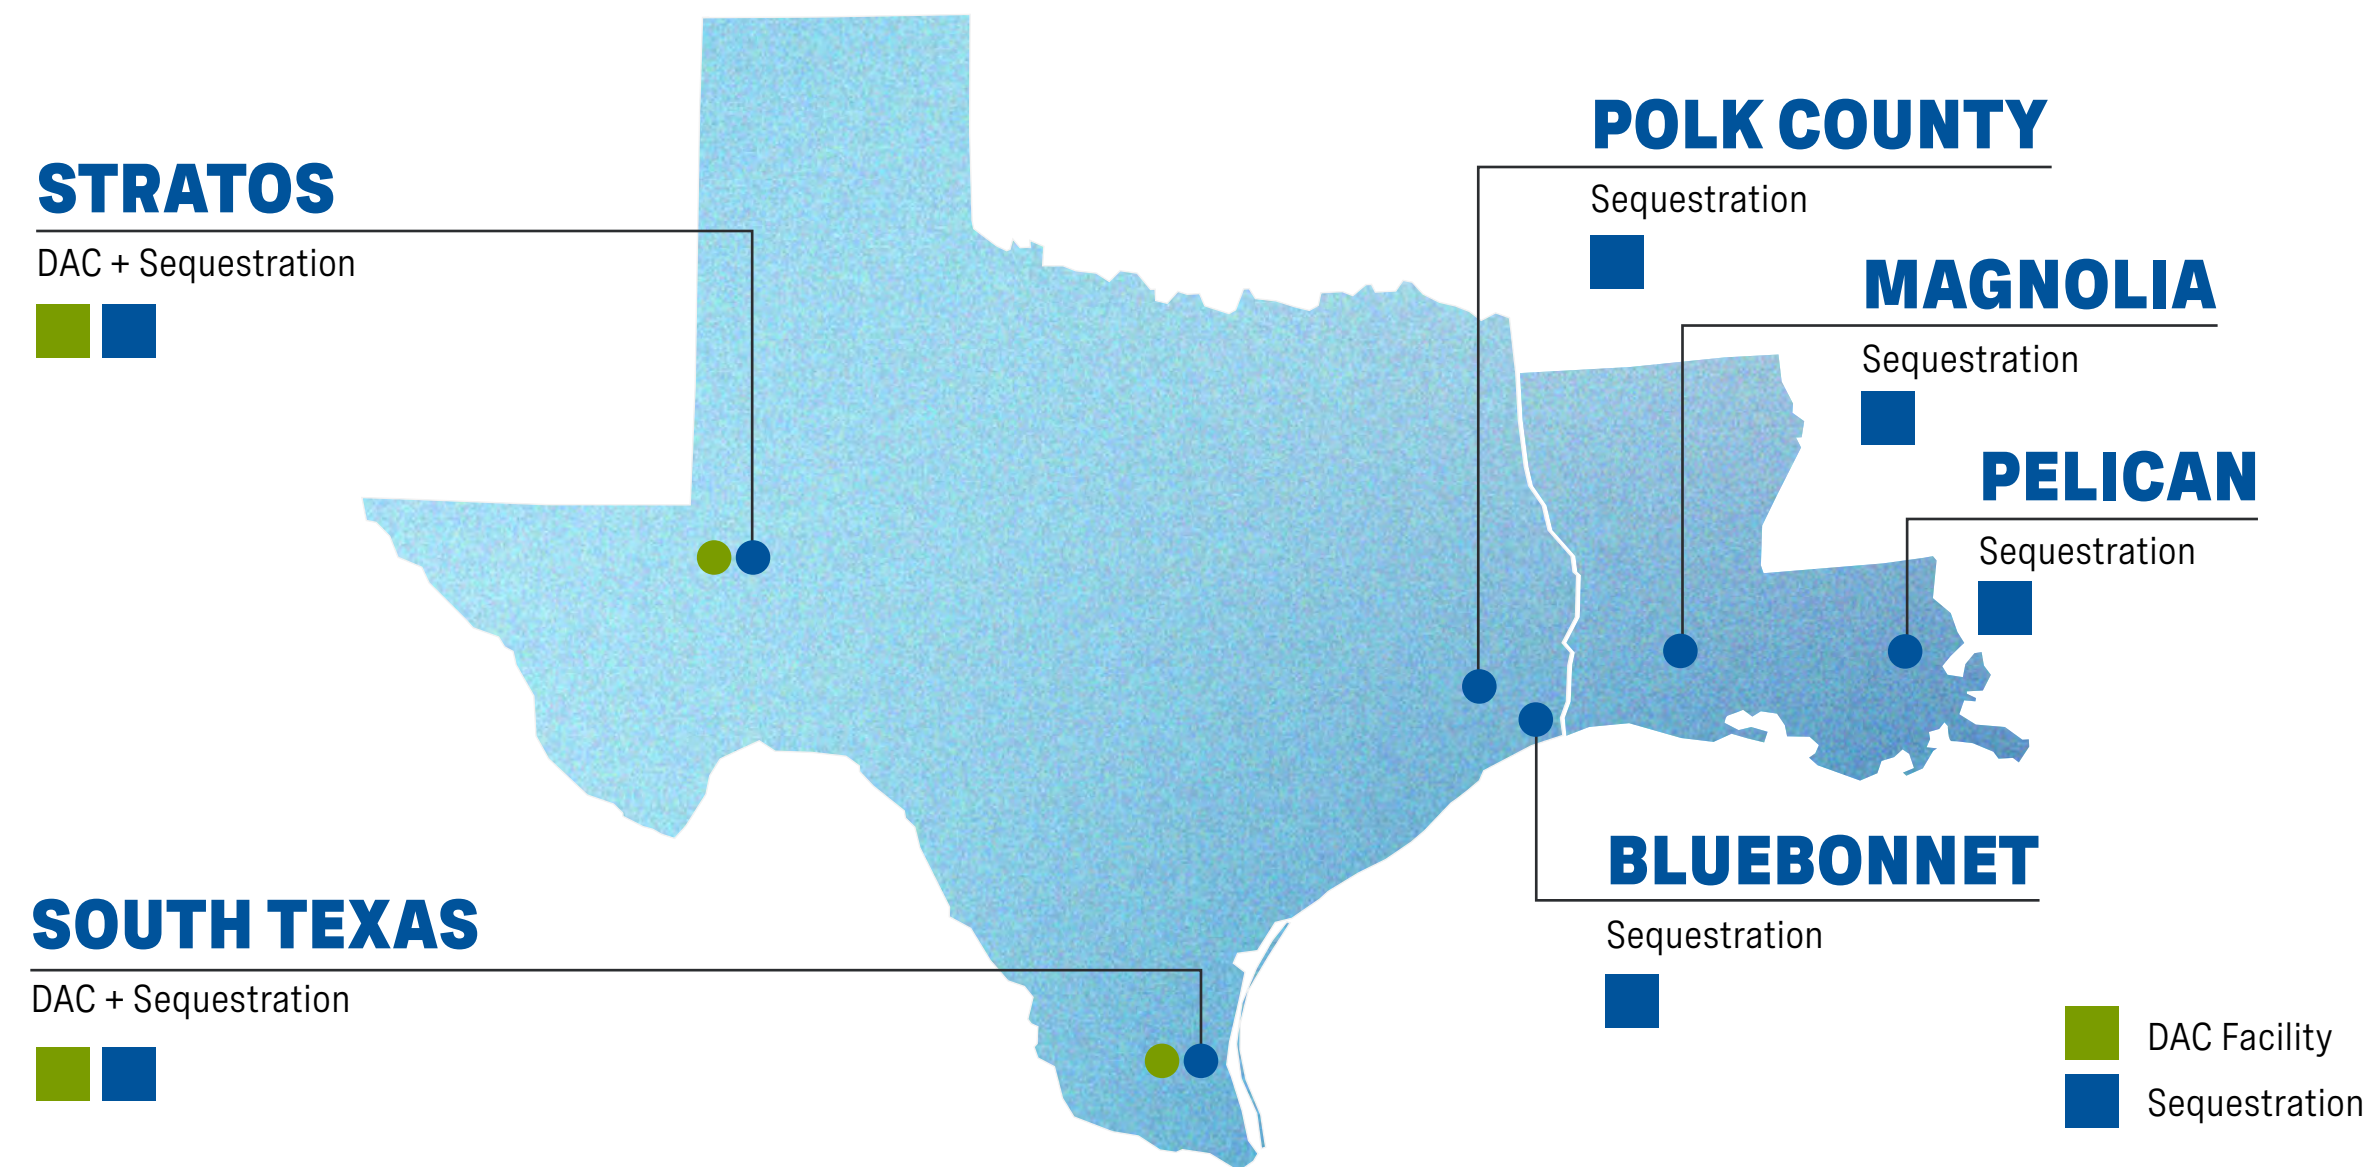 STRATOS
DAC + Sequestration
POLK COUNTY
Sequestration
MAGNOLIA
Sequestration
PELICAN
Sequestration
BLUEBONNET
Sequestration
SOUTH TEXAS
DAC + Sequestration
DAC Facility
Sequestration